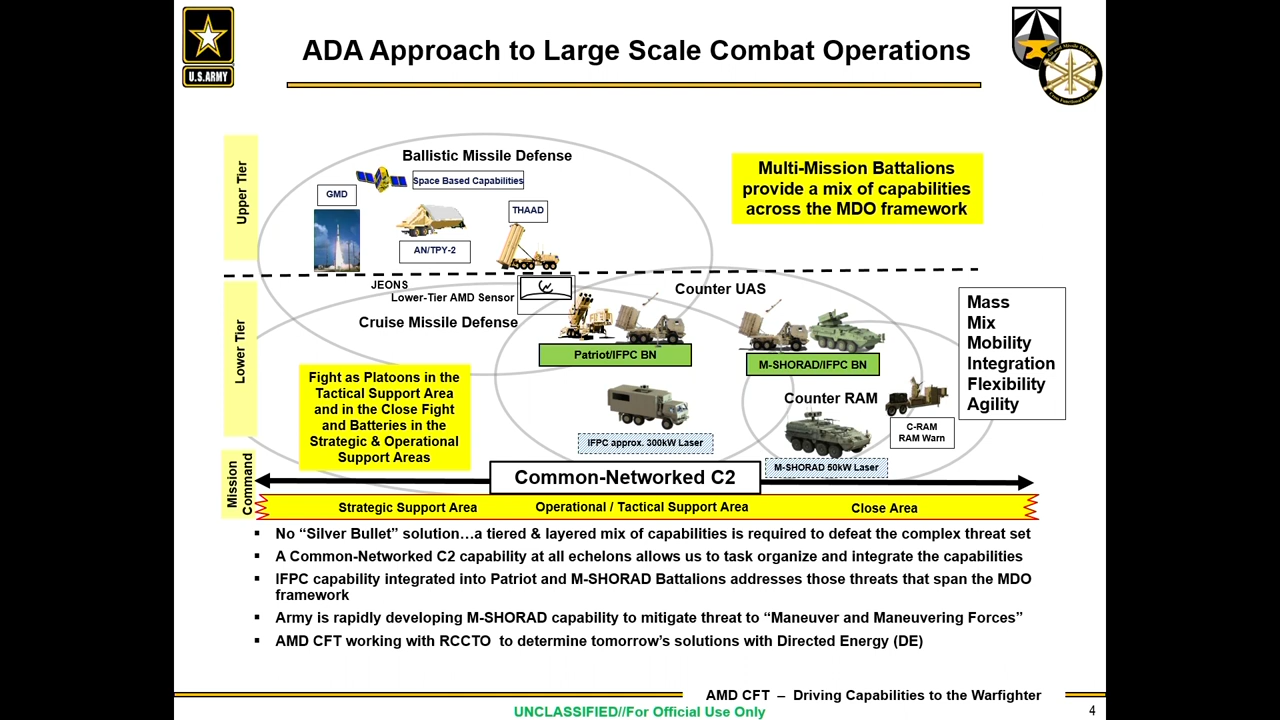 U.S.ARMY
ADA Approach to Large Scale Combat Operations
Upper Tier
Ballistic Missile Defense
Space Based Capabilities
GMD
THAAD
AN/TPY-2
Multi-Mission Battalions
provide a mix of capabilities
across the MDO framework
Lower Tier
JEONS
Lower-Tier AMD Sensor
Cruise Missile Defense
Counter UAS
Patriot/IFPC BN
M-SHORAD/IFPC BN
Mass
Mix
Mobility
Integration
Flexibility
Agility
Fight as Platoons in the
Tactical Support Area
and in the Close Fight
and Batteries in the
Strategic & Operational
Support Areas
Counter RAM
C-RAM
RAM Warn
IFPC approx. 300kW Laser
M-SHORAD 50kW Laser
Mission
Command
Common-Networked C2
Strategic Support Area
Operational / Tactical Support Area
Close Area
▪ No “Silver Bullet” solution…a tiered & layered mix of capabilities is required to defeat the complex threat set
▪ A Common-Networked C2 capability at all echelons allows us to task organize and integrate the capabilities
▪ IFPC capability integrated into Patriot and M-SHORAD Battalions addresses those threats that span the MDO
framework
▪ Army is rapidly developing M-SHORAD capability to mitigate threat to “Maneuver and Maneuvering Forces”
▪ AMD CFT working with RCCTO to determine tomorrow’s solutions with Directed Energy (DE)
AMD CFT – Driving Capabilities to the Warfighter
UNCLASSIFIED//For Official Use Only
4